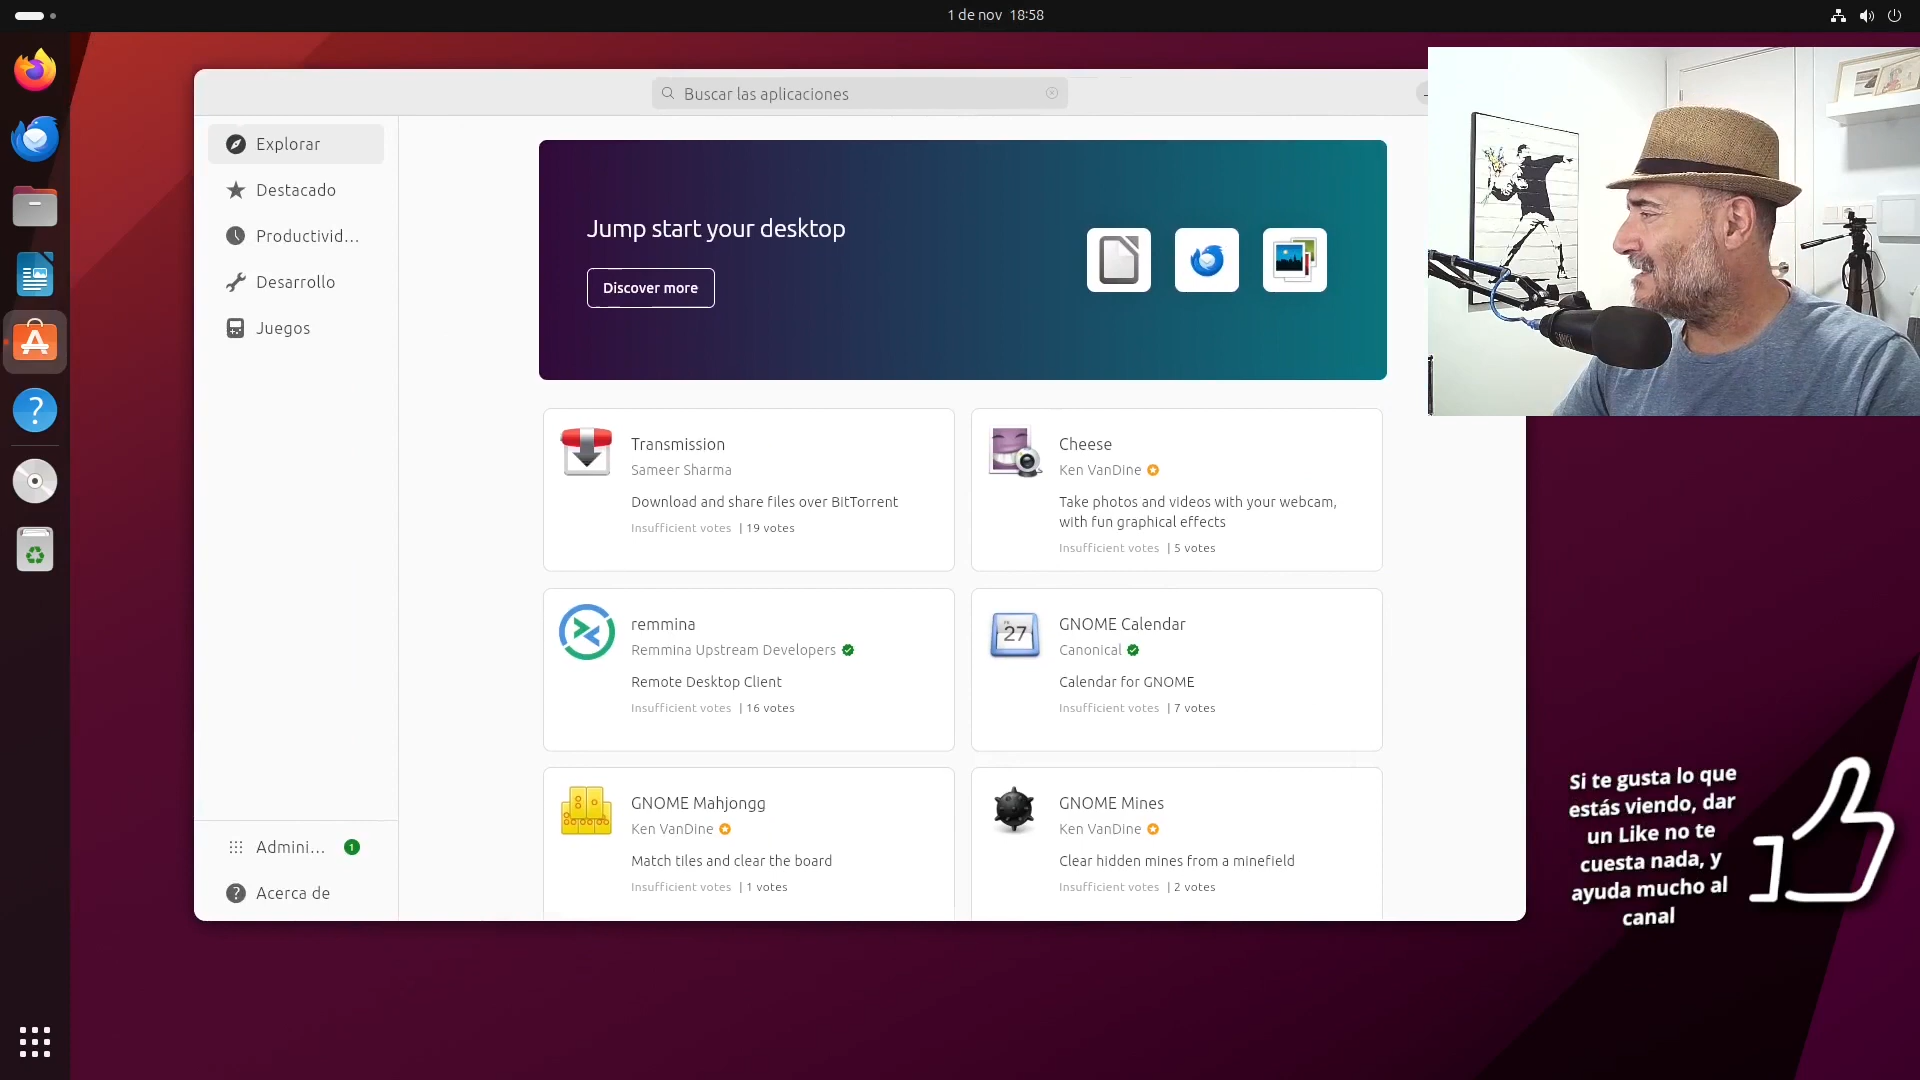 1 de nov 18:58
Buscar las aplicaciones
Explorar
Destacado
Productivid...
Desarrollo
Juegos
Admini... 1
Acerca de
Jump start your desktop
Discover more
Transmission
Sameer Sharma
Download and share files over BitTorrent
Insufficient votes | 19 votes
Cheese
Ken VanDine
Take photos and videos with your webcam,
with fun graphical effects
Insufficient votes | 5 votes
remmina
Remmina Upstream Developers
Remote Desktop Client
Insufficient votes | 16 votes
27
GNOME Calendar
Canonical
Calendar for GNOME
Insufficient votes | 7 votes
GNOME Mahjongg
Ken VanDine
Match tiles and clear the board
Insufficient votes | 1 votes
GNOME Mines
Ken VanDine
Clear hidden mines from a minefield
Insufficient votes | 2 votes
Si te gusta lo que
estás viendo, dar
un Like no te
cuesta nada, y
ayuda mucho al
canal